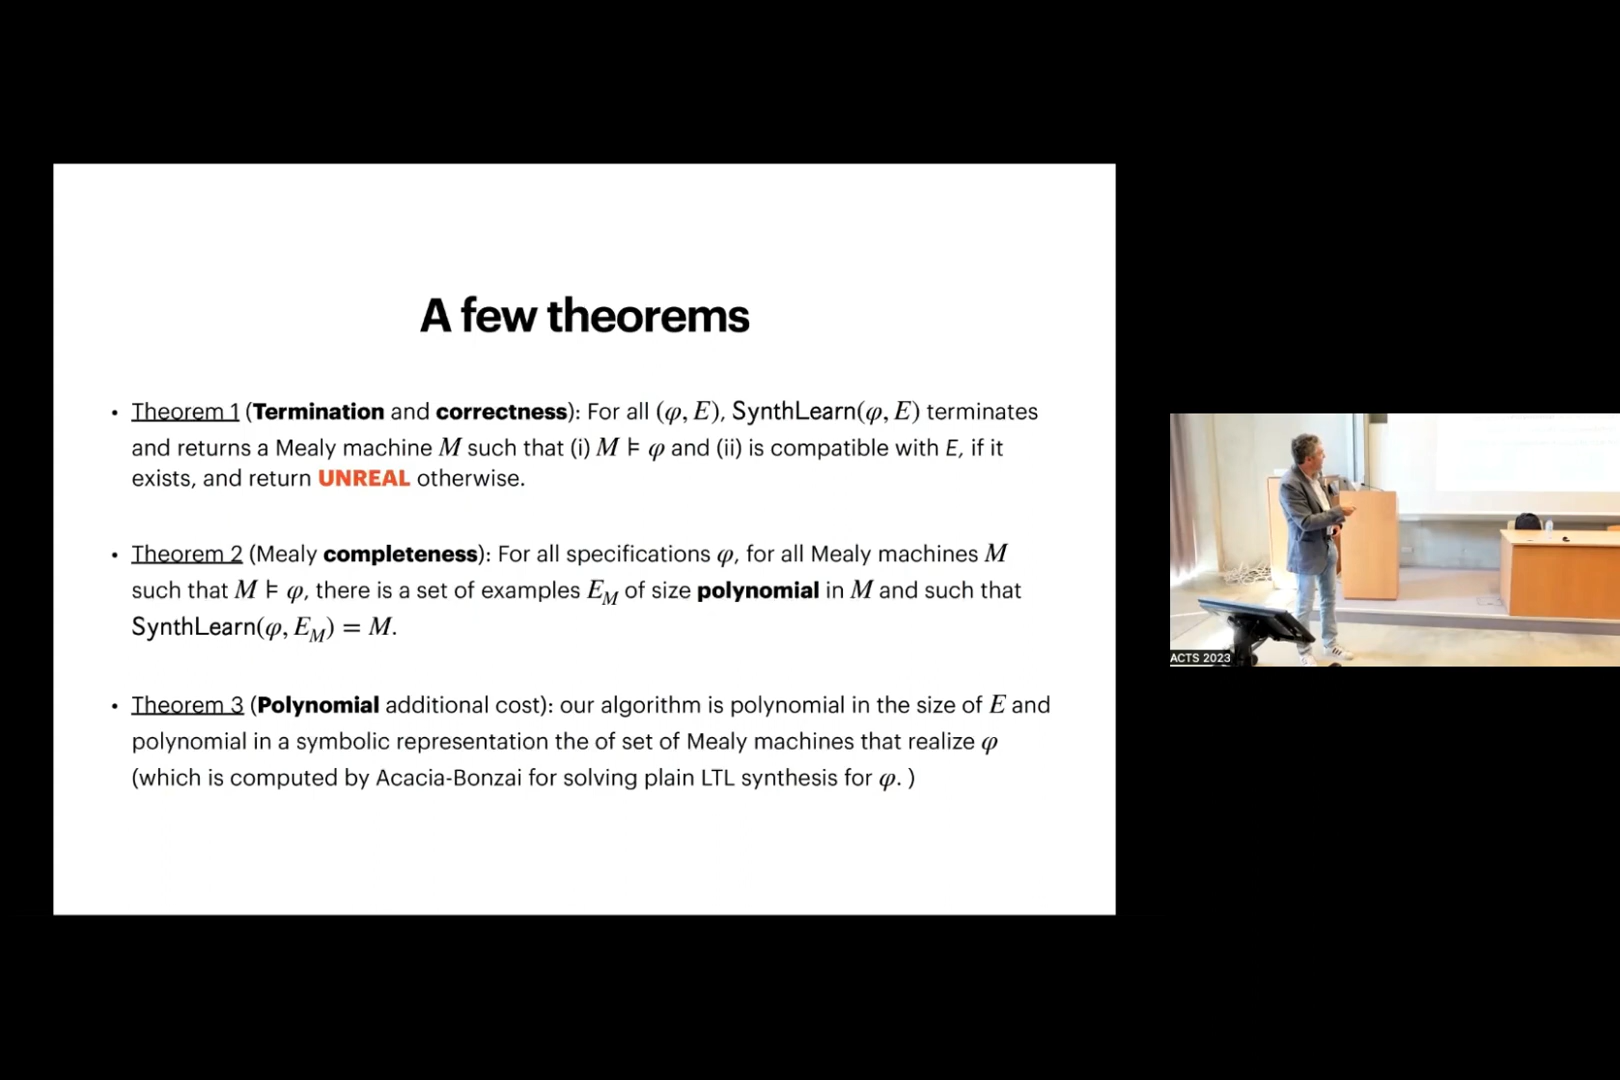 A few theorems
• Theorem 1 (Termination and correctness): For all (φ, E), SynthLearn(φ, E) terminates
and returns a Mealy machine M such that (i) M ⊧ φ and (ii) is compatible with E, if it
exists, and return UNREAL otherwise.
• Theorem 2 (Mealy completeness): For all specifications φ, for all Mealy machines M
such that M ⊧ φ, there is a set of examples E_M of size polynomial in M and such that
SynthLearn(φ, E_M) = M.
• Theorem 3 (Polynomial additional cost): our algorithm is polynomial in the size of E and
polynomial in a symbolic representation the of set of Mealy machines that realize φ
(which is computed by Acacia-Bonzai for solving plain LTL synthesis for φ. )
ACTS 2023